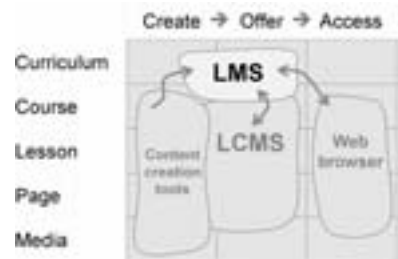 Create → Offer → Access
Curriculum
LMS
Course
LCMS
Lesson
Content
creation
tools
Web
browser
Page
Media